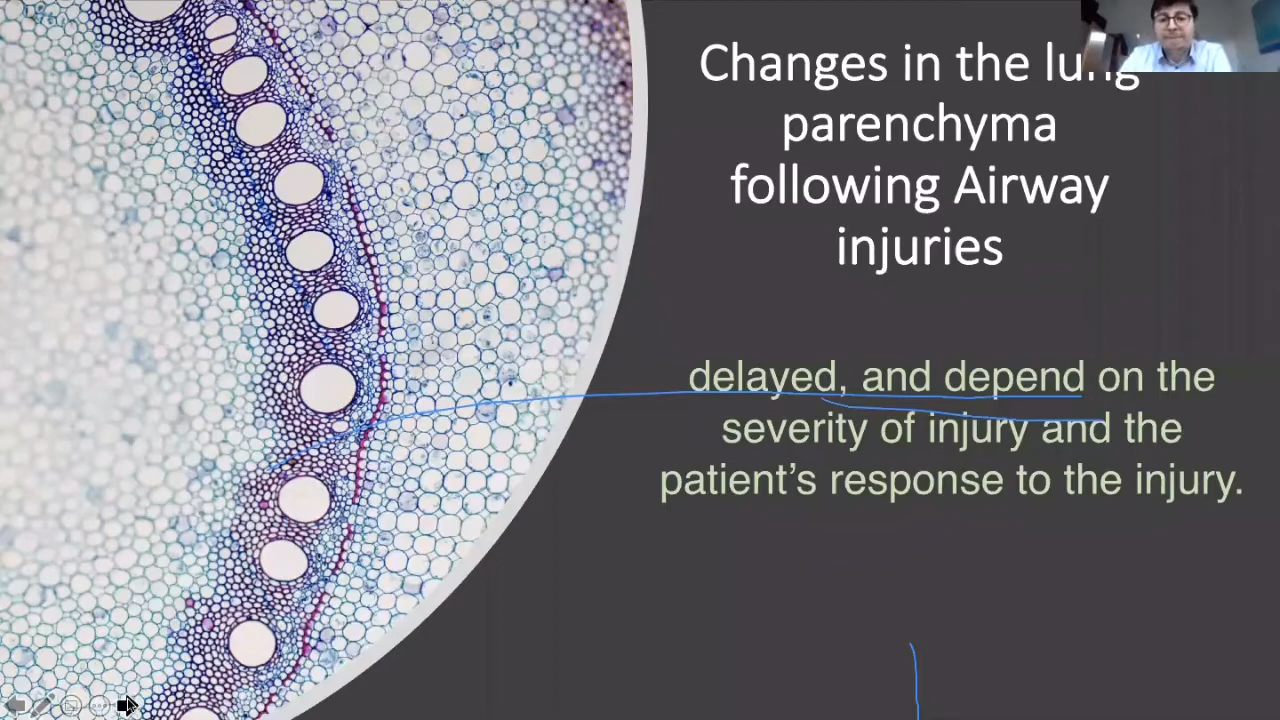 Changes in the lung
parenchyma
following Airway
injuries
delayed, and depend on the
severity of injury and the
patient’s response to the injury.